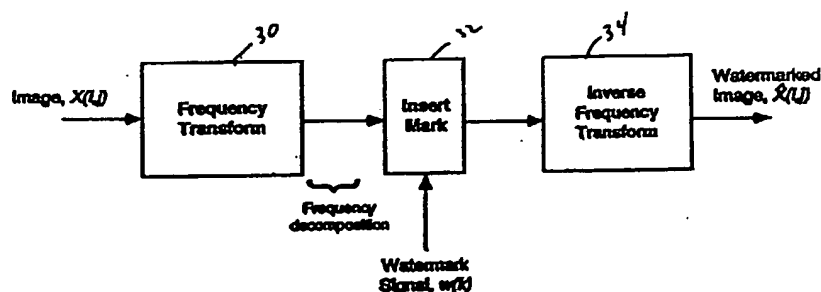 30
32
34
Image, X(i,j)
Frequency
Transform
Insert
Mark
Inverse
Frequency
Transform
Watermarked
Image, X̂(i,j)
Frequency
decomposition
Watermark
Signal, w(k)